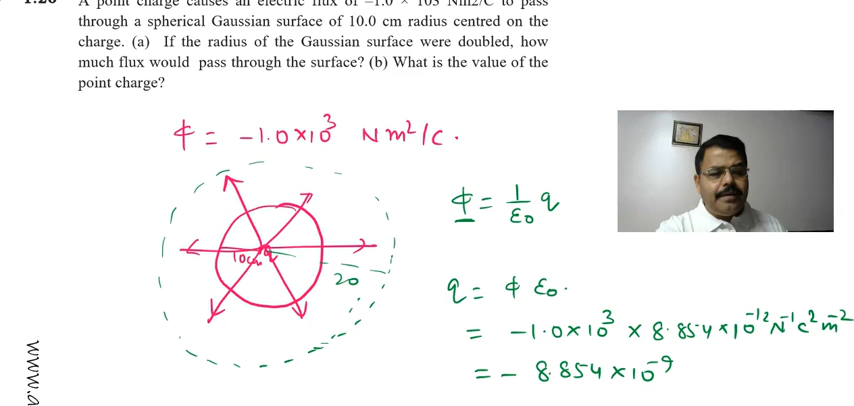 A point charge causes an electric flux of –1.0 × 103 Nm2/C to pass
through a spherical Gaussian surface of 10.0 cm radius centred on the
charge. (a) If the radius of the Gaussian surface were doubled, how
much flux would pass through the surface? (b) What is the value of the
point charge?
ϕ = -1.0×10³ Nm²/C.
10cm
20
ϕ = 1/ε₀ q
q = ϕ ε₀.
= -1.0×10³ × 8.854×10⁻¹² N⁻¹C²m⁻²
= - 8.854×10⁻⁹
www.a